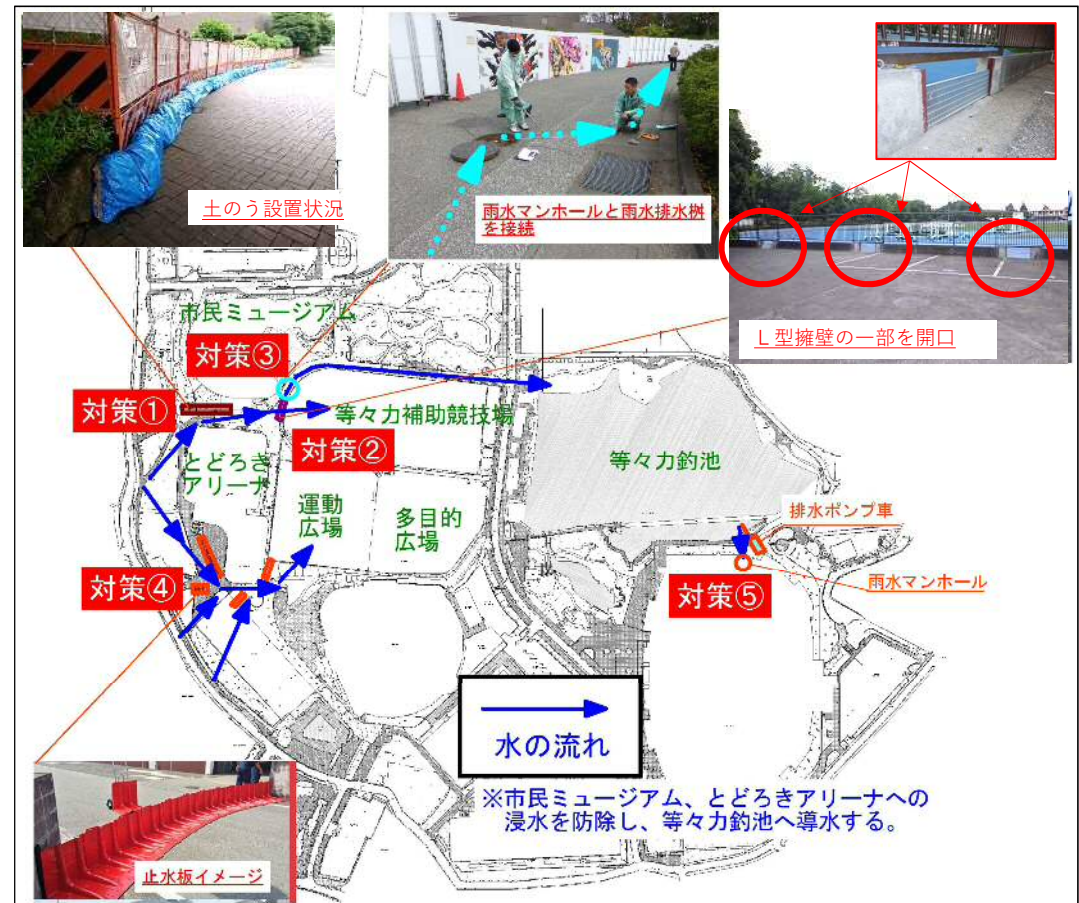 土のう設置状況
雨水マンホールと雨水排水桝
を接続
L型擁壁の一部を開口
市民ミュージアム
対策③
対策①
等々力補助競技場
対策②
とどろき
アリーナ
運動
広場
多目的
広場
等々力釣池
排水ポンプ車
雨水マンホール
対策④
対策⑤
水の流れ
※市民ミュージアム、とどろきアリーナへの
浸水を防除し、等々力釣池へ導水する。
止水板イメージ